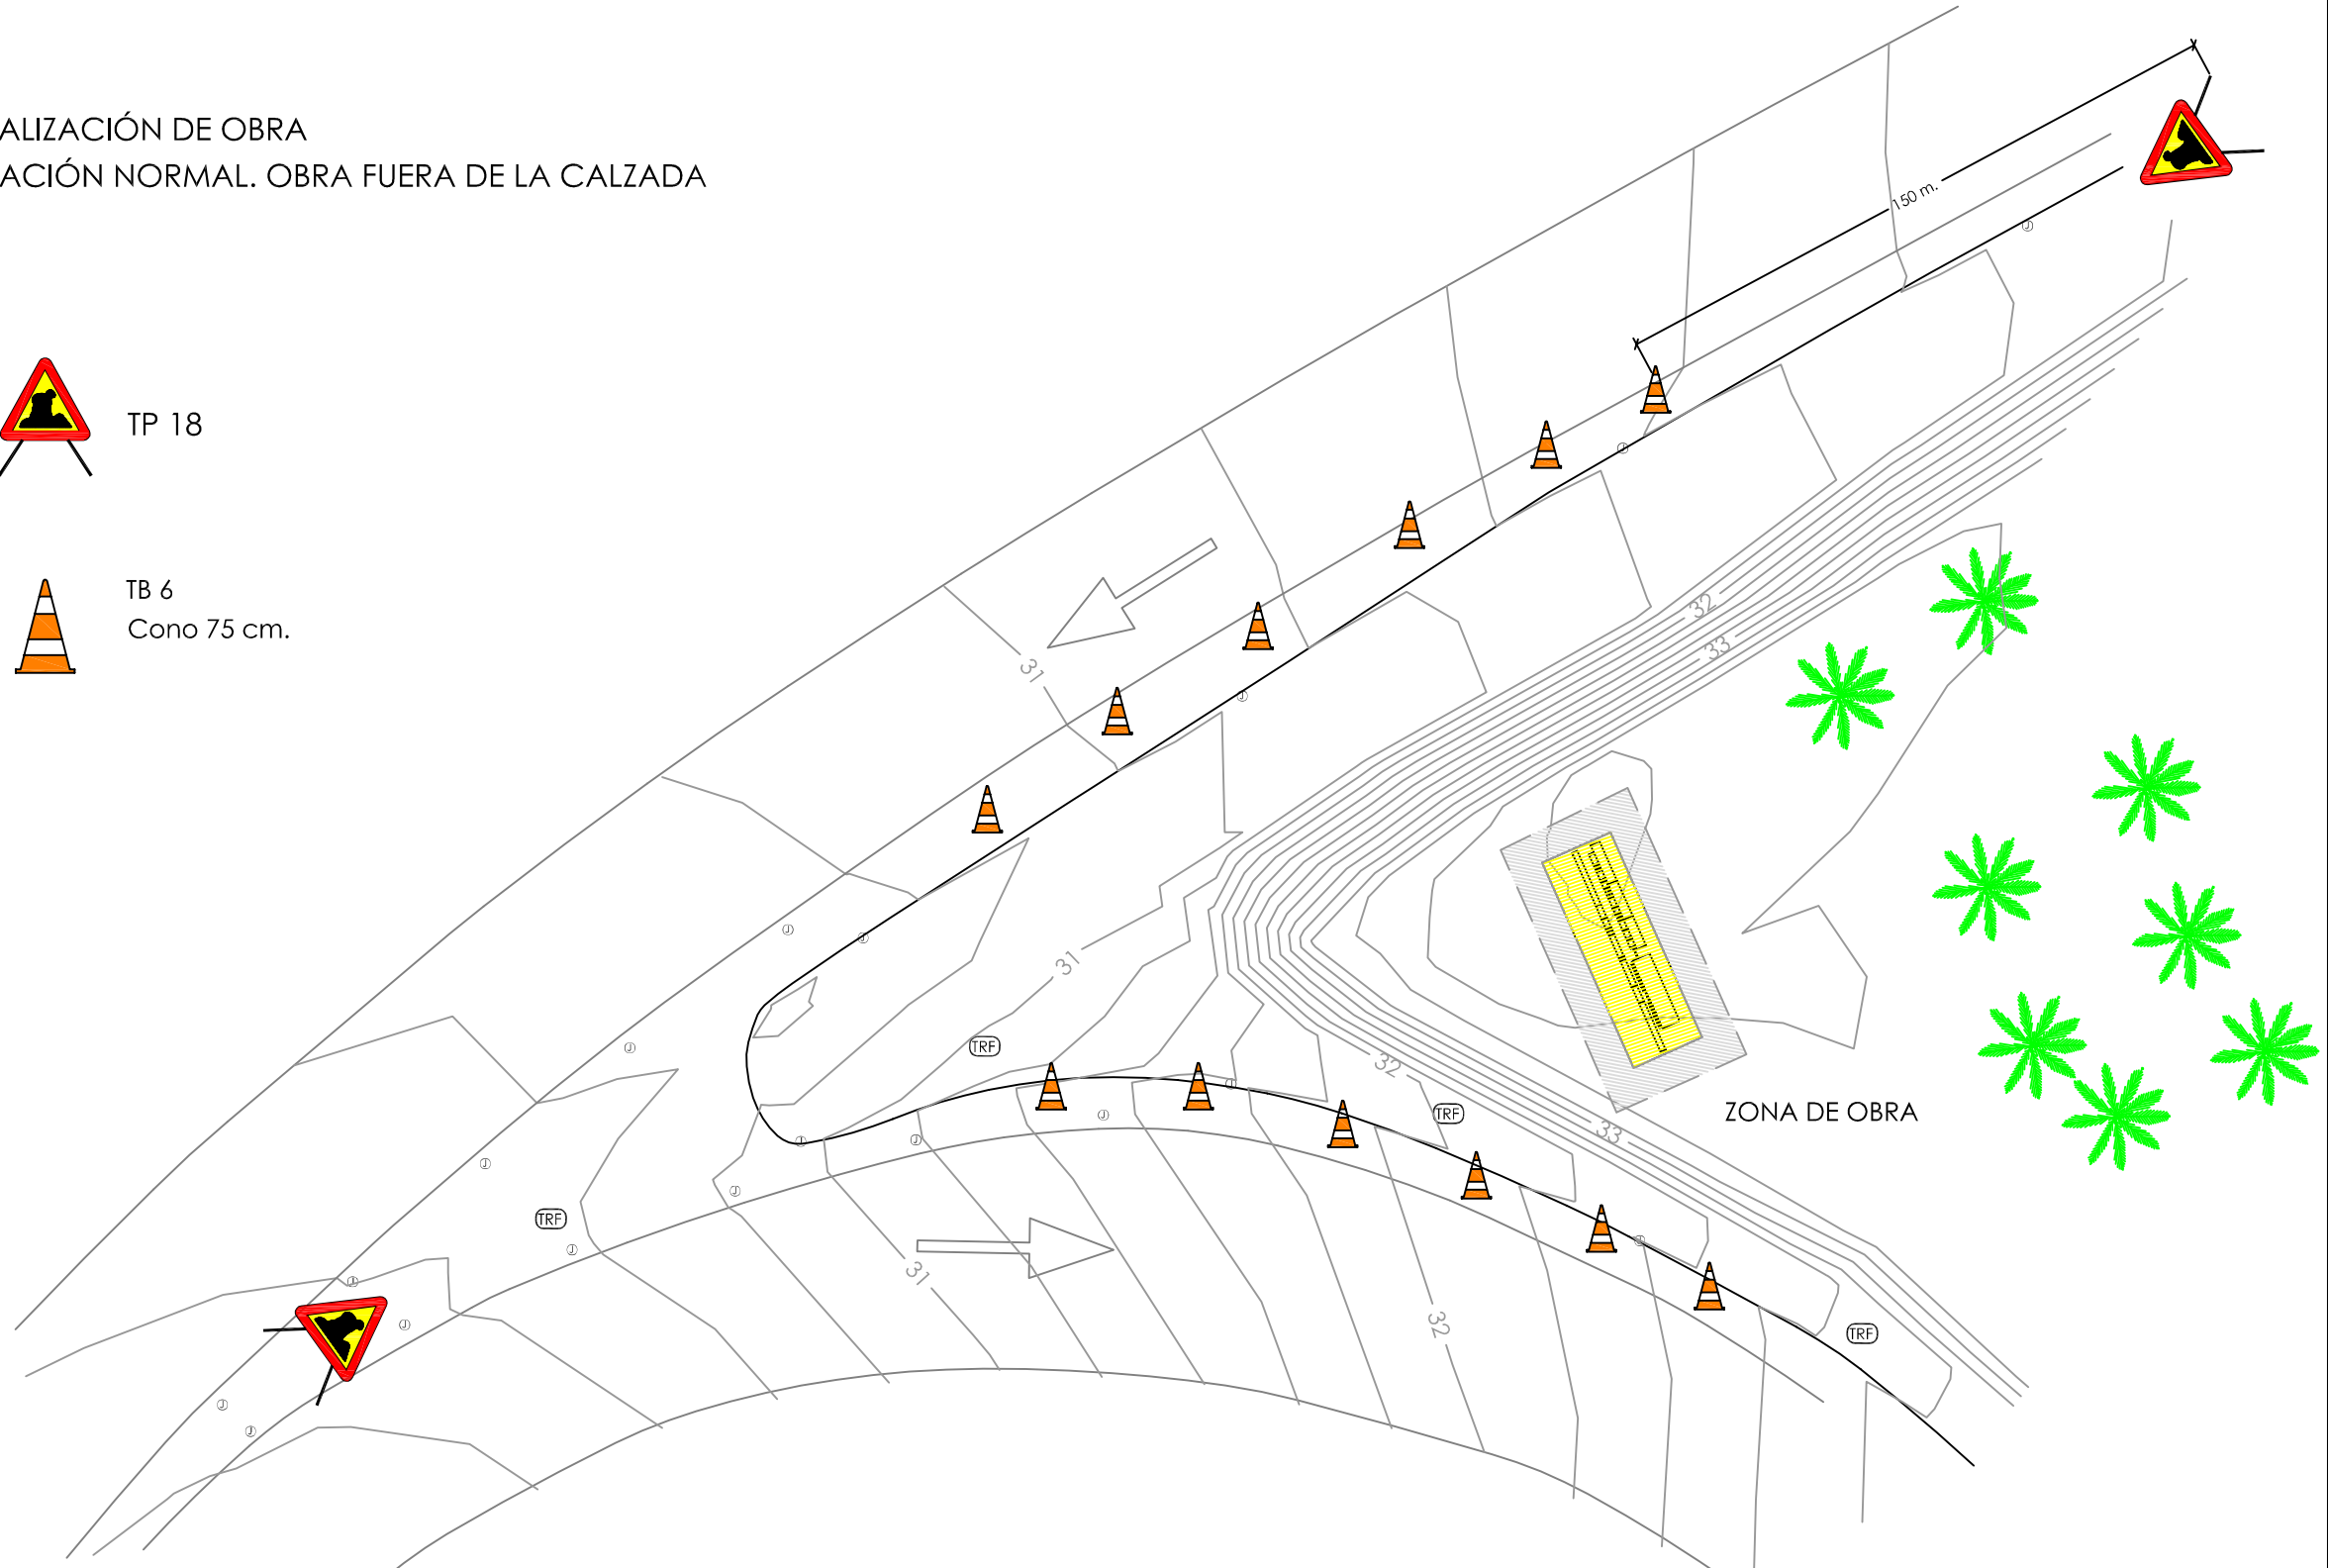 ALIZACIÓN DE OBRA
ACIÓN NORMAL. OBRA FUERA DE LA CALZADA
150 m.
TP 18
TB 6
Cono 75 cm.
32
33
31
31
TRF
32
TRF
ZONA DE OBRA
33
TRF
31
32
TRF